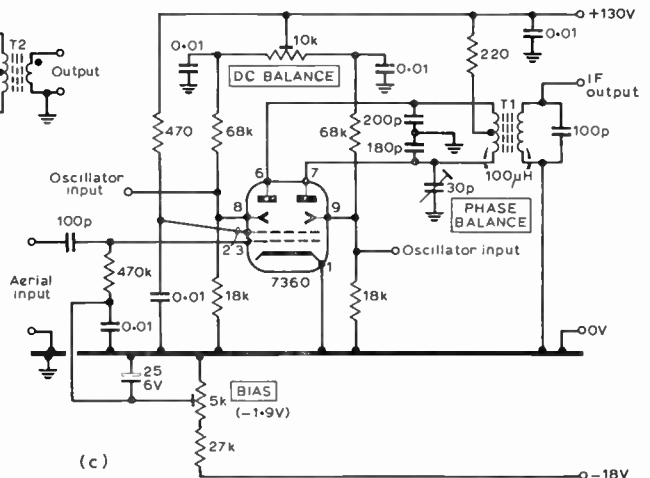 +130V
T2
Output
0.01
10k
0.01
0.01
DC BALANCE
220
IF
output
T1
100p
470
68k
68k
200p
180p
100µH
30p
PHASE
BALANCE
Oscillator
input
6
7
8
9
2
3
1
7360
Oscillator input
100p
470k
Aerial
input
0.01
0.01
18k
18k
0V
25
6V
BIAS
5k
(-1.9V)
27k
(c)
-18V